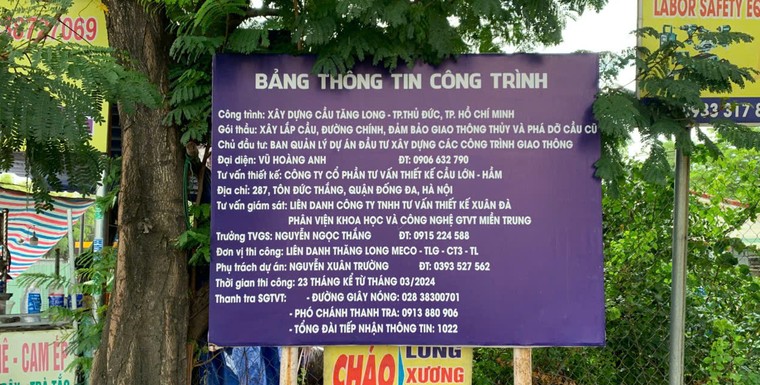 BẢNG THÔNG TIN CÔNG TRÌNH
Công trình: XÂY DỰNG CẦU TĂNG LONG - TP.THỦ ĐỨC, TP. HỒ CHÍ MINH
Gói thầu: XÂY LẮP CẦU, ĐƯỜNG CHÍNH, ĐẢM BẢO GIAO THÔNG THỦY VÀ PHÁ DỠ CẦU CŨ
Chủ đầu tư: BAN QUẢN LÝ DỰ ÁN ĐẦU TƯ XÂY DỰNG CÁC CÔNG TRÌNH GIAO THÔNG
Đại diện: VŨ HOÀNG ANH ĐT: 0906 632 790
Tư vấn thiết kế: CÔNG TY CỔ PHẦN TƯ VẤN THIẾT KẾ CẦU LỚN - HẦM
Địa chỉ: 287, TÔN ĐỨC THẮNG, QUẬN ĐỐNG ĐA, HÀ NỘI
Tư vấn giám sát: LIÊN DANH CÔNG TY TNHH TƯ VẤN THIẾT KẾ XUÂN ĐÀ
PHÂN VIỆN KHOA HỌC VÀ CÔNG NGHỆ GTVT MIỀN TRUNG
Trưởng TVGS: NGUYỄN NGỌC THẮNG ĐT: 0915 224 588
Đơn vị thi công: LIÊN DANH THĂNG LONG MECO - TLG - CT3 - TL
Phụ trách dự án: NGUYỄN XUÂN TRƯỜNG ĐT: 0393 527 562
Thời gian thi công: 23 THÁNG KỂ TỪ THÁNG 03/2024
Thanh tra SGTVT: - ĐƯỜNG GIÂY NÓNG: 028 38300701
- PHÓ CHÁNH THANH TRA: 0913 880 906
- TỔNG ĐÀI TIẾP NHẬN THÔNG TIN: 1022
LABOR SAFETY
0933 317 8
CAM ÉP
CHÁO LÒNG
XƯƠNG